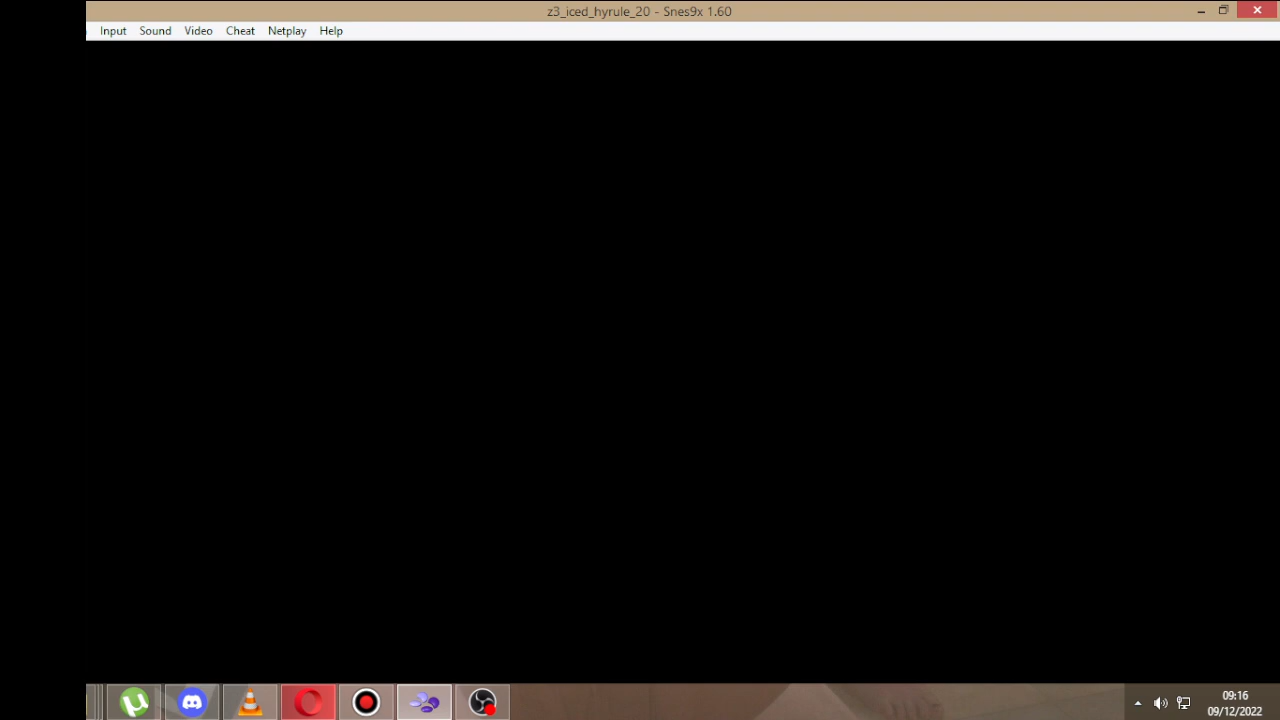 z3_iced_hyrule_20 - Snes9x 1.60
Input Sound Video Cheat Netplay Help
09:16
09/12/2022